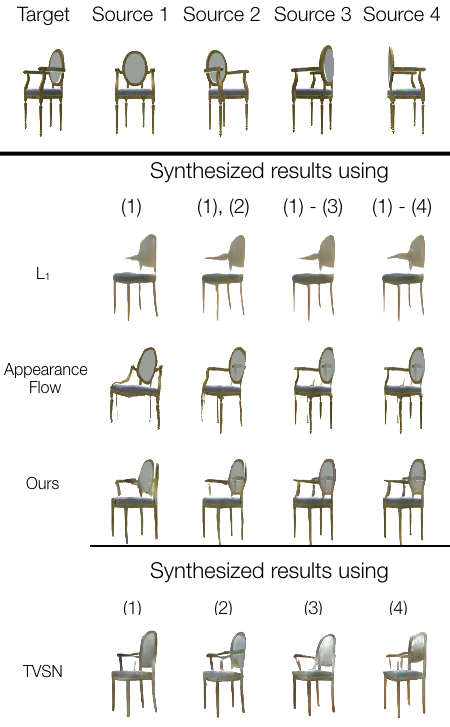 Target Source 1 Source 2 Source 3 Source 4
Synthesized results using
(1) (1), (2) (1) - (3) (1) - (4)
L₁
Appearance
Flow
Ours
Synthesized results using
(1) (2) (3) (4)
TVSN